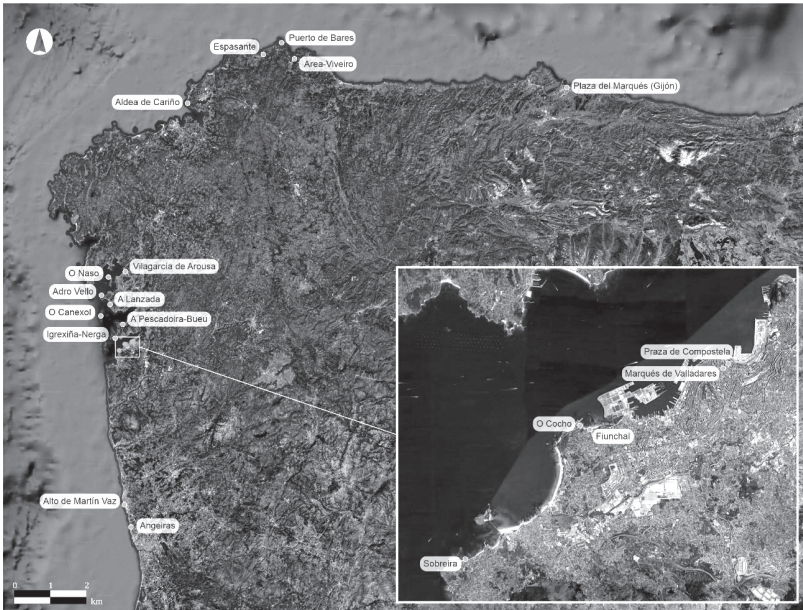 Puerto de Bares
Espasante
Area-Viveiro
Plaza del Marqués (Gijón)
Aldea de Cariño
Vilagarcía de Arousa
O Naso
Adro Vello
A Lanzada
O Canexol
A Pescadoira-Bueu
Igrexiña-Nerga
Praza de Compostela
Marqués de Valladares
O Cocho
Fiunchal
Alto de Martín Vaz
Angeiras
Sobreira
0 1 2
km